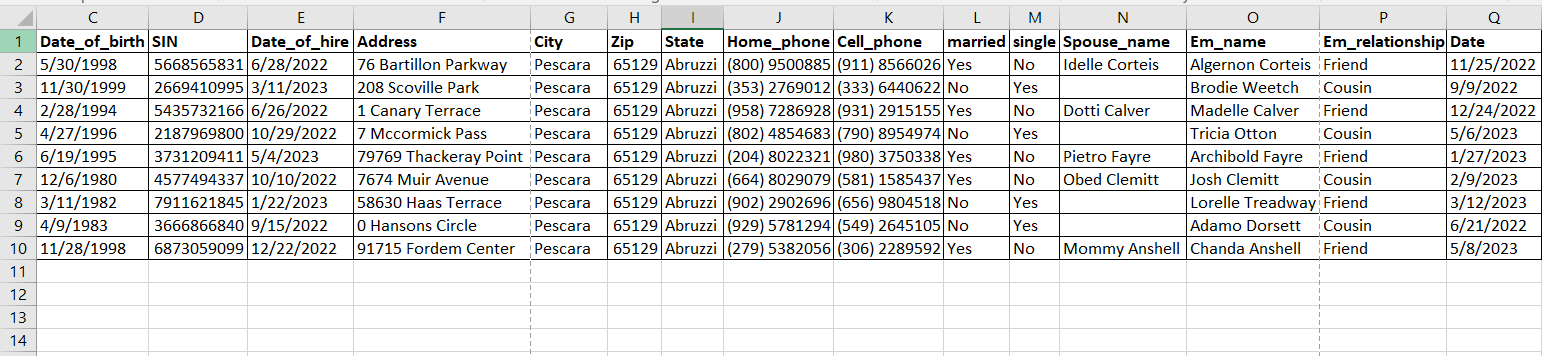 C D E F G H I J K L M N O P Q
1 Date_of_birth SIN Date_of_hire Address City Zip State Home_phone Cell_phone married single Spouse_name Em_name Em_relationship Date
2 5/30/1998 5668565831 6/28/2022 76 Bartillon Parkway Pescara 65129 Abruzzi (800) 9500885 (911) 8566026 Yes No Idelle Corteis Algernon Corteis Friend 11/25/2022
3 11/30/1999 2669410995 3/11/2023 208 Scoville Park Pescara 65129 Abruzzi (353) 2769012 (333) 6440622 No Yes Brodie Weetch Cousin 9/9/2022
4 2/28/1994 5435732166 6/26/2022 1 Canary Terrace Pescara 65129 Abruzzi (958) 7286928 (931) 2915155 Yes No Dotti Calver Madelle Calver Friend 12/24/2022
5 4/27/1996 2187969800 10/29/2022 7 Mccormick Pass Pescara 65129 Abruzzi (802) 4854683 (790) 8954974 No Yes Tricia Otton Cousin 5/6/2023
6 6/19/1995 3731209411 5/4/2023 79769 Thackeray Point Pescara 65129 Abruzzi (204) 8022321 (980) 3750338 Yes No Pietro Fayre Archibold Fayre Friend 1/27/2023
7 12/6/1980 4577494337 10/10/2022 7674 Muir Avenue Pescara 65129 Abruzzi (664) 8029079 (581) 1585437 Yes No Obed Clemitt Josh Clemitt Cousin 2/9/2023
8 3/11/1982 7911621845 1/22/2023 58630 Haas Terrace Pescara 65129 Abruzzi (902) 2902696 (656) 9804518 No Yes Lorelle Treadway Friend 3/12/2023
9 4/9/1983 3666866840 9/15/2022 0 Hansons Circle Pescara 65129 Abruzzi (929) 5781294 (549) 2645105 No Yes Adamo Dorsett Cousin 6/21/2022
10 11/28/1998 6873059099 12/22/2022 91715 Fordem Center Pescara 65129 Abruzzi (279) 5382056 (306) 2289592 Yes No Mommy Anshell Chanda Anshell Friend 5/8/2023
11
12
13
14